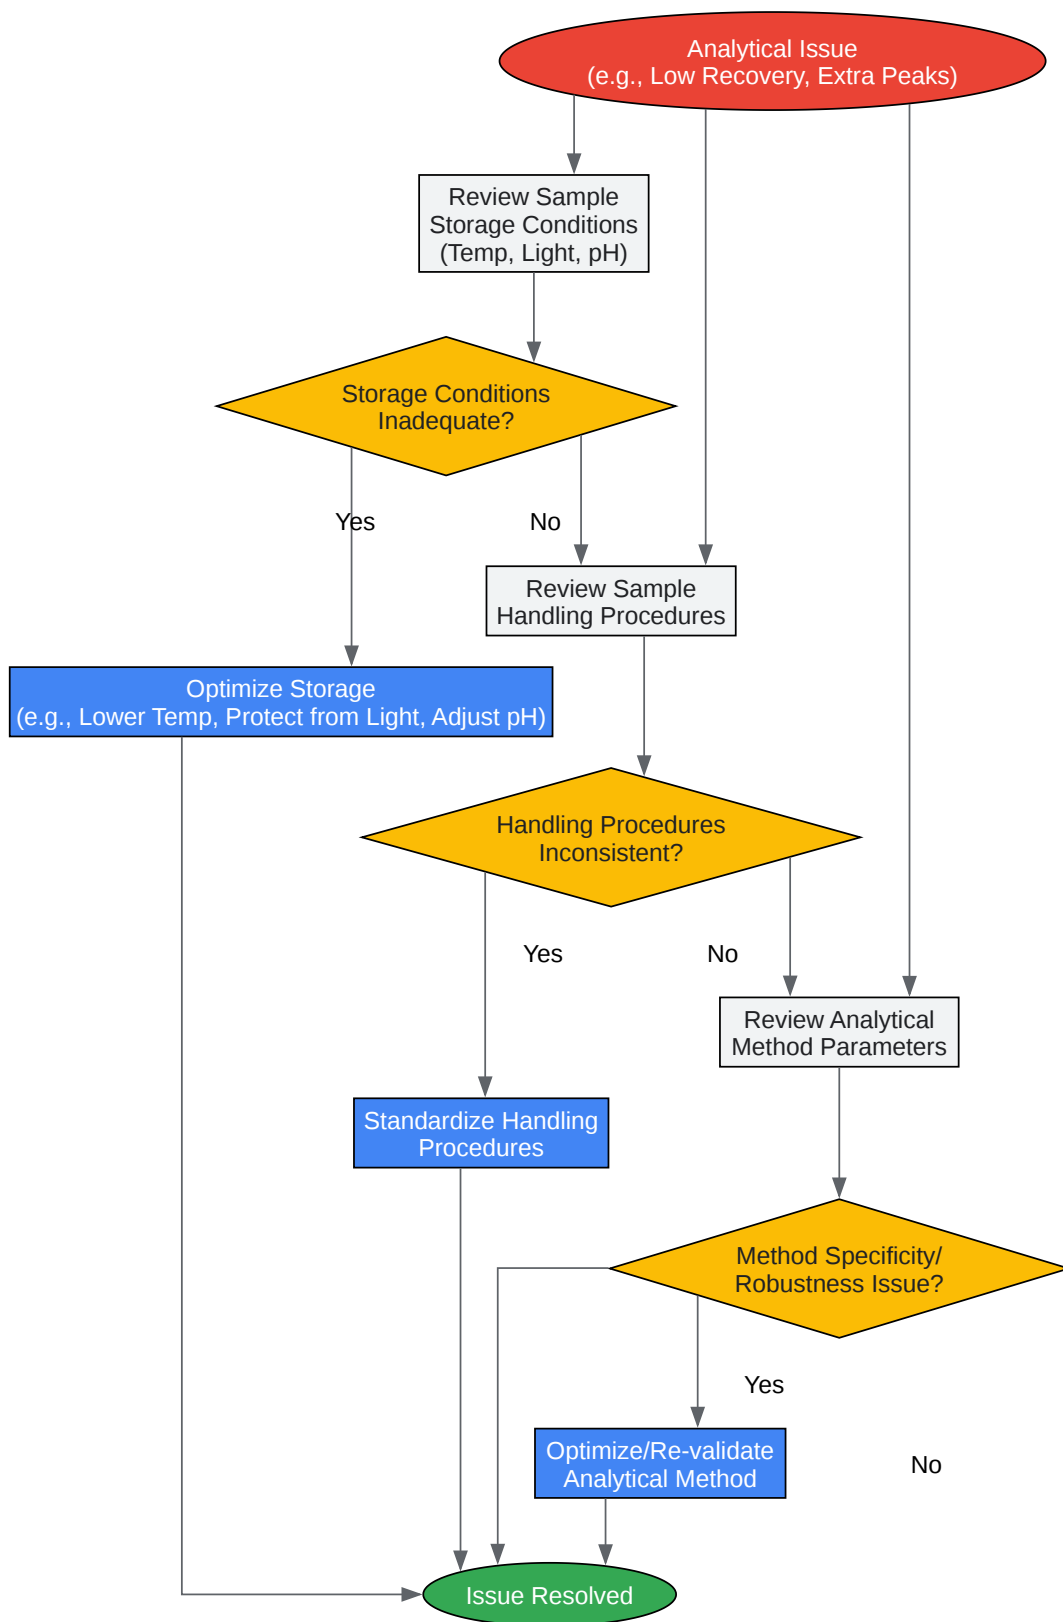 Analytical Issue
(e.g., Low Recovery, Extra Peaks)
Review Sample
Storage Conditions
(Temp, Light, pH)
Storage Conditions
Inadequate?
Yes
No
Review Sample
Handling Procedures
Optimize Storage
(e.g., Lower Temp, Protect from Light, Adjust pH)
Handling Procedures
Inconsistent?
Yes
No
Review Analytical
Method Parameters
Standardize Handling
Procedures
Method Specificity/
Robustness Issue?
Yes
Optimize/Re-validate
Analytical Method
No
Issue Resolved